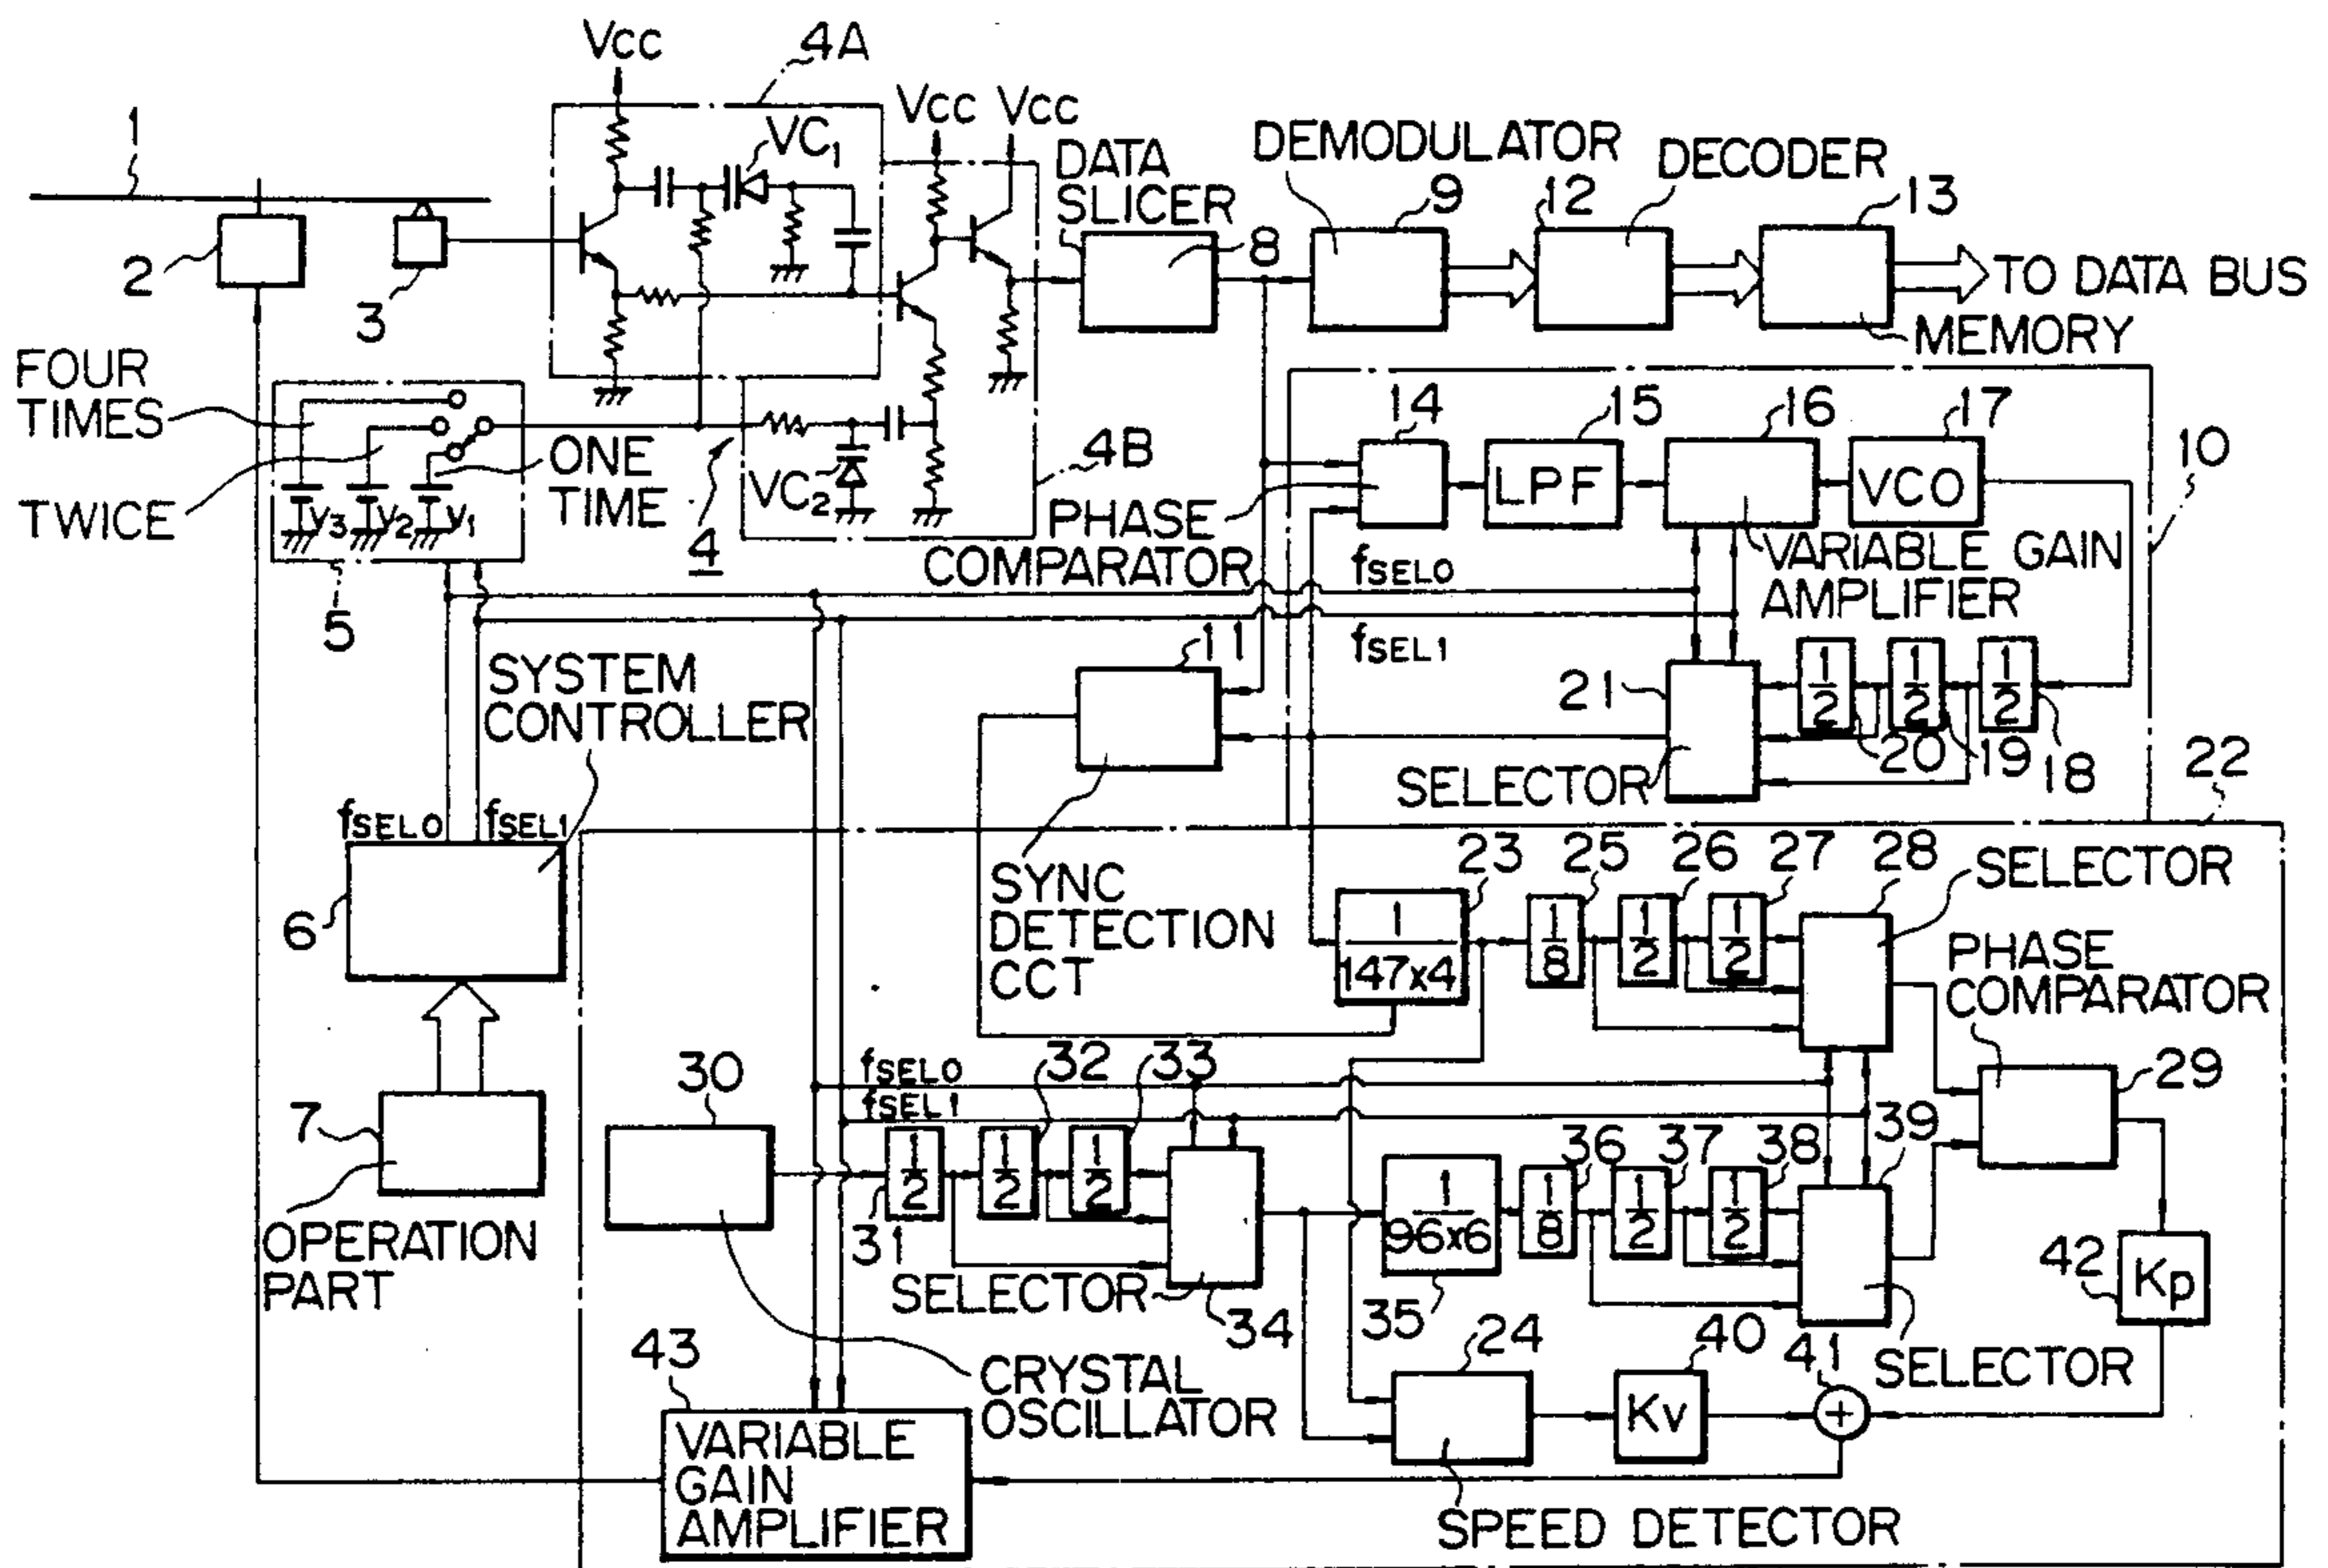 Vcc
4A
1
Vcc Vcc
VC1
DATA
SLICER
DEMODULATOR
DECODER
9
12
13
8
2
3
TO DATA BUS
MEMORY
FOUR
TIMES
TWICE
ONE
TIME
V3 V2 V1
5
VC2
4
4B
PHASE
COMPARATOR
14
15
16
17
10
LPF
VCO
VARIABLE GAIN
AMPLIFIER
fSEL0
fSEL1
11
21
1/2
1/2
1/2
20
19
18
SELECTOR
22
SYSTEM
CONTROLLER
fSEL0
fSEL1
6
SYNC
DETECTION
CCT
23
25
26
27
28
SELECTOR
1/147x4
1/8
1/2
1/2
PHASE
COMPARATOR
29
7
OPERATION
PART
30
fSEL0
fSEL1
32
33
1/2
1/2
1/2
31
SELECTOR
34
1/96x6
35
36
37
38
39
1/8
1/2
1/2
42
Kp
43
CRYSTAL
OSCILLATOR
24
40
41
SELECTOR
Kv
+
VARIABLE
GAIN
AMPLIFIER
SPEED DETECTOR